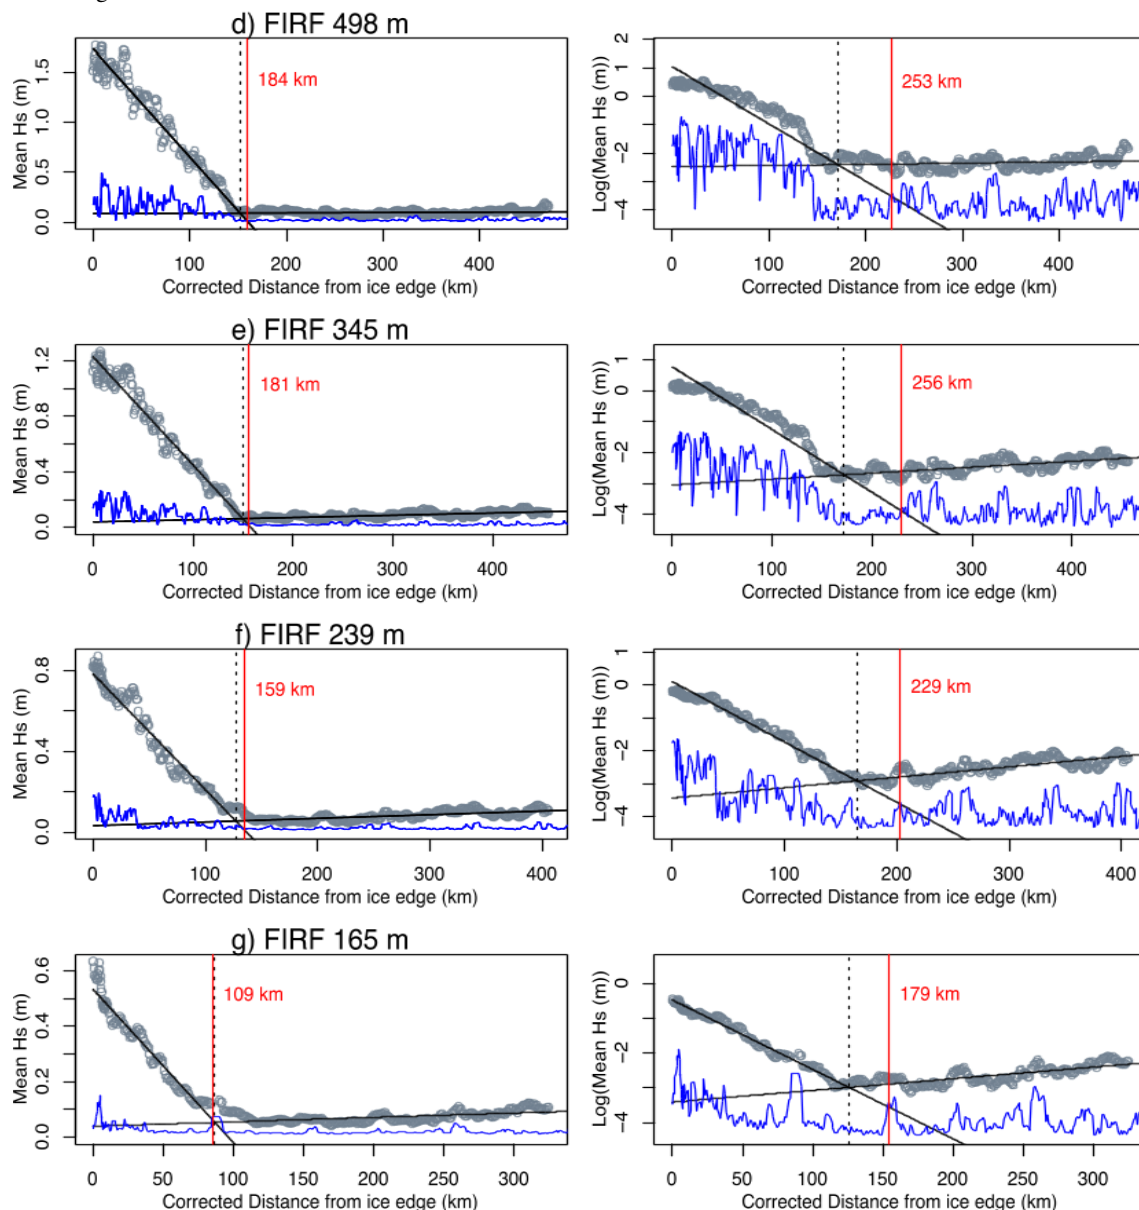 d) FIRF 498 m
Mean Hs (m)
0.0 0.5 1.0 1.5
184 km
0 100 200 300 400
Corrected Distance from ice edge (km)
Log(Mean Hs (m))
−4 −2 0 2
253 km
0 100 200 300 400
Corrected Distance from ice edge (km)
e) FIRF 345 m
Mean Hs (m)
0.0 0.4 0.8 1.2
181 km
0 100 200 300 400
Corrected Distance from ice edge (km)
Log(Mean Hs (m))
−4 −2 0 1
256 km
0 100 200 300 400
Corrected Distance from ice edge (km)
f) FIRF 239 m
Mean Hs (m)
0.0 0.4 0.8
159 km
0 100 200 300 400
Corrected Distance from ice edge (km)
Log(Mean Hs (m))
−4 −2 0 1
229 km
0 100 200 300 400
Corrected Distance from ice edge (km)
g) FIRF 165 m
Mean Hs (m)
0.0 0.2 0.4 0.6
109 km
0 50 100 150 200 250 300
Corrected Distance from ice edge (km)
Log(Mean Hs (m))
−4 −2 0
179 km
0 50 100 150 200 250 300
Corrected Distance from ice edge (km)